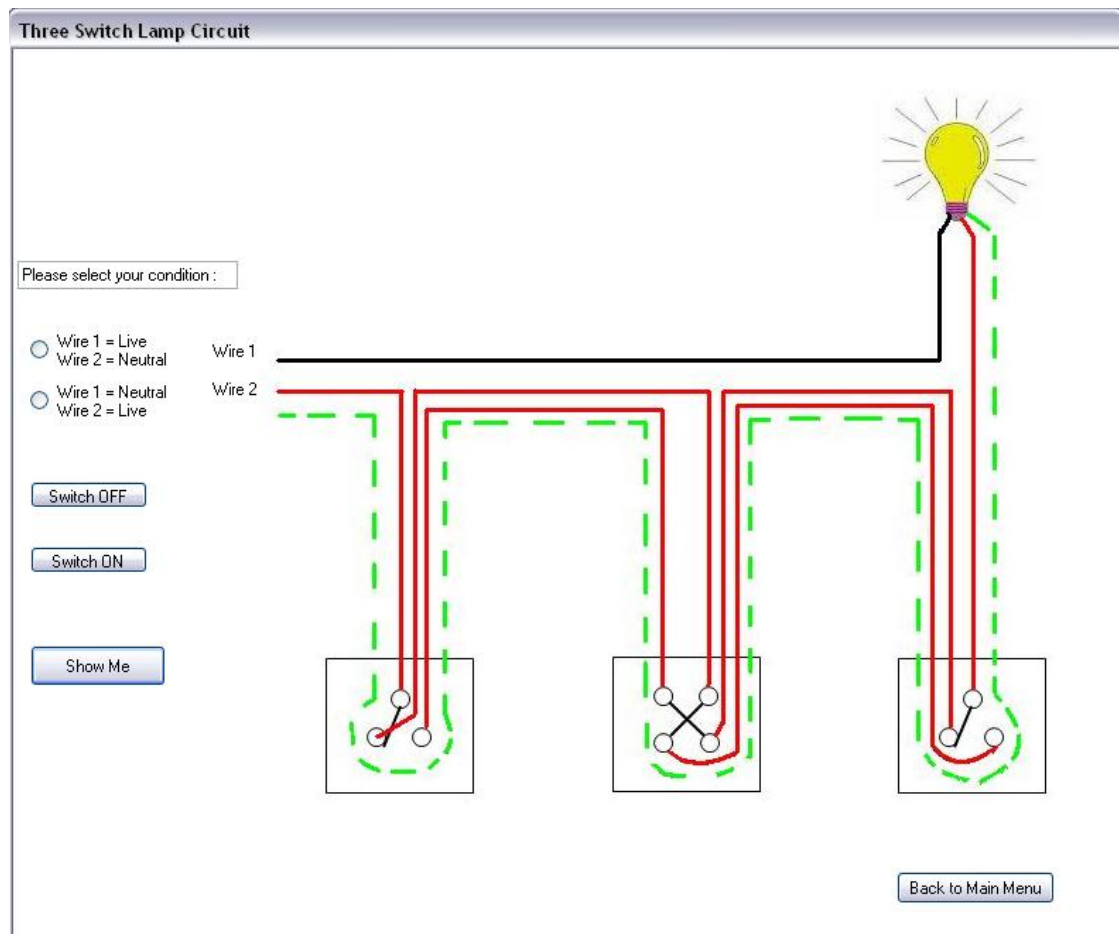 Three Switch Lamp Circuit
Please select your condition :
Wire 1 = Live
Wire 2 = Neutral
Wire 1
Wire 1 = Neutral
Wire 2 = Live
Wire 2
Switch OFF
Switch ON
Show Me
Back to Main Menu